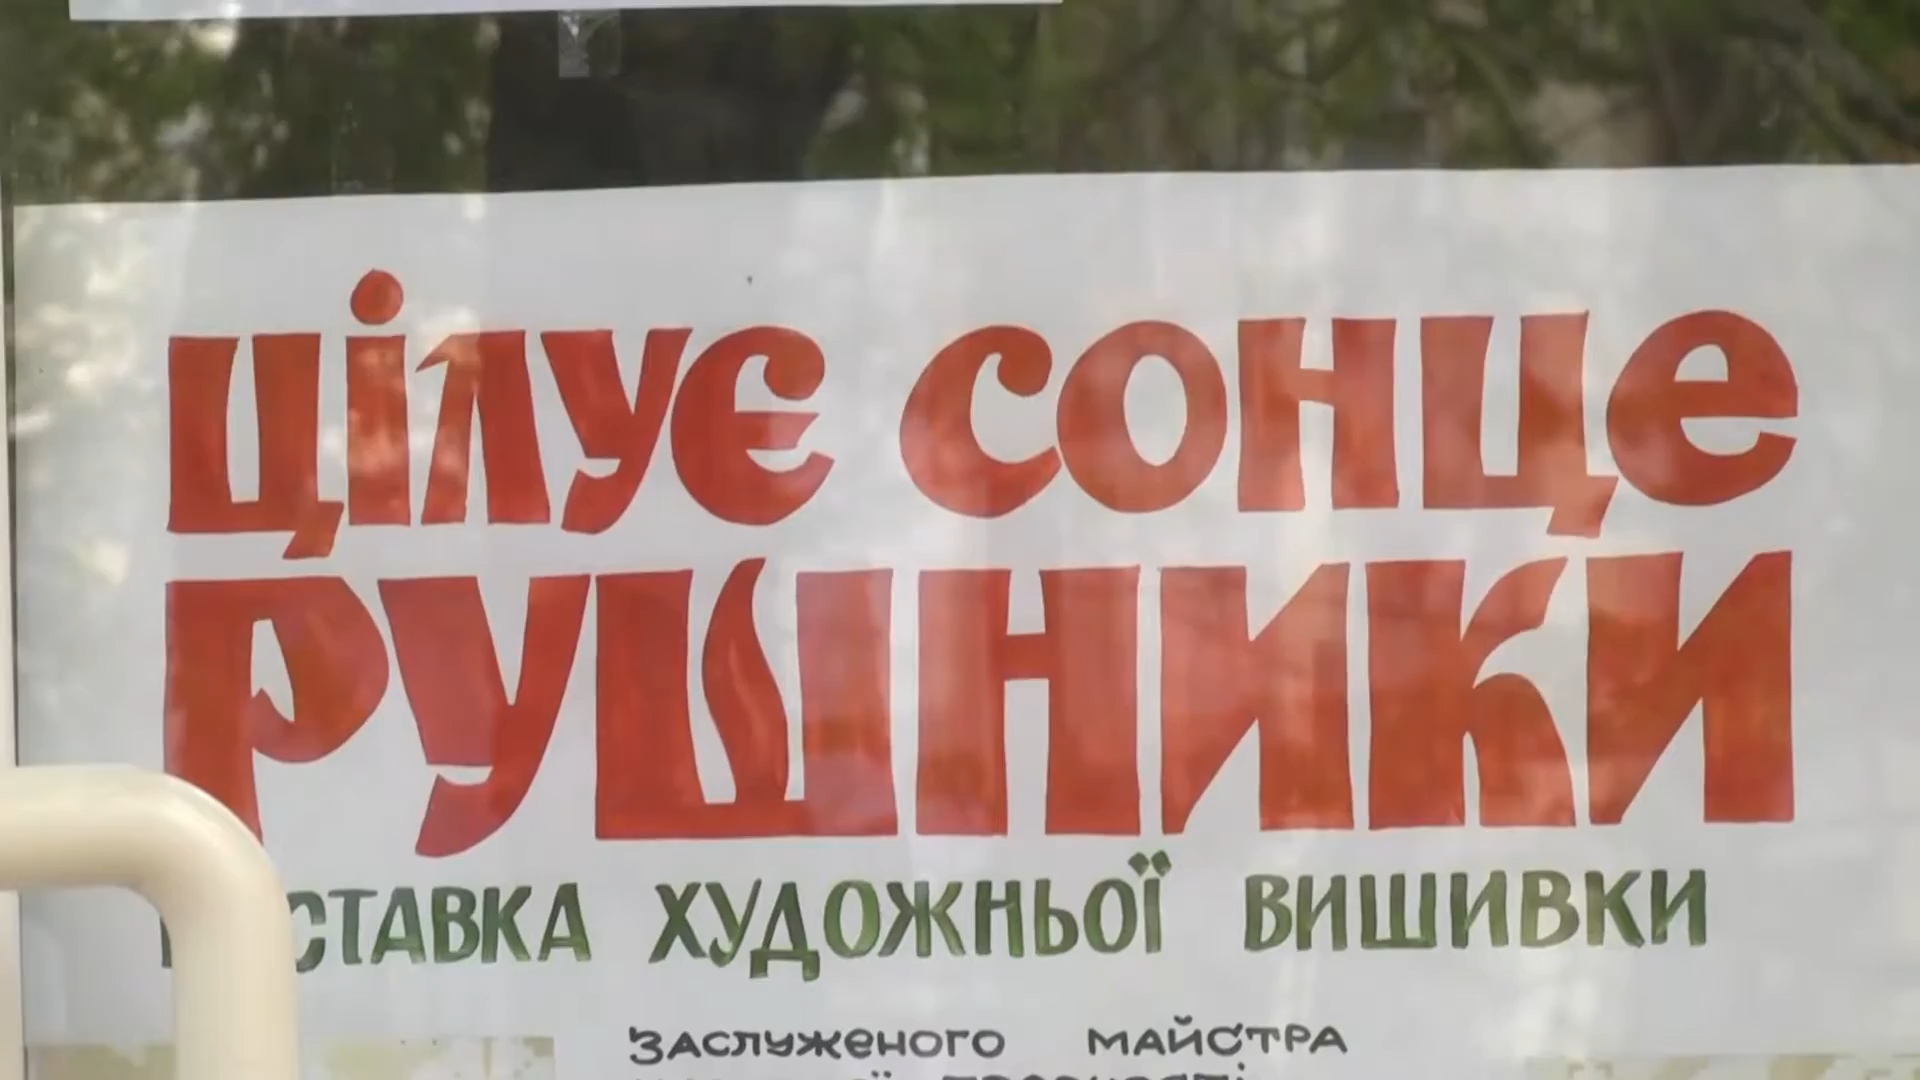 цілує сонце
рушники
ставка художньої вишивки
заслуженого майстра